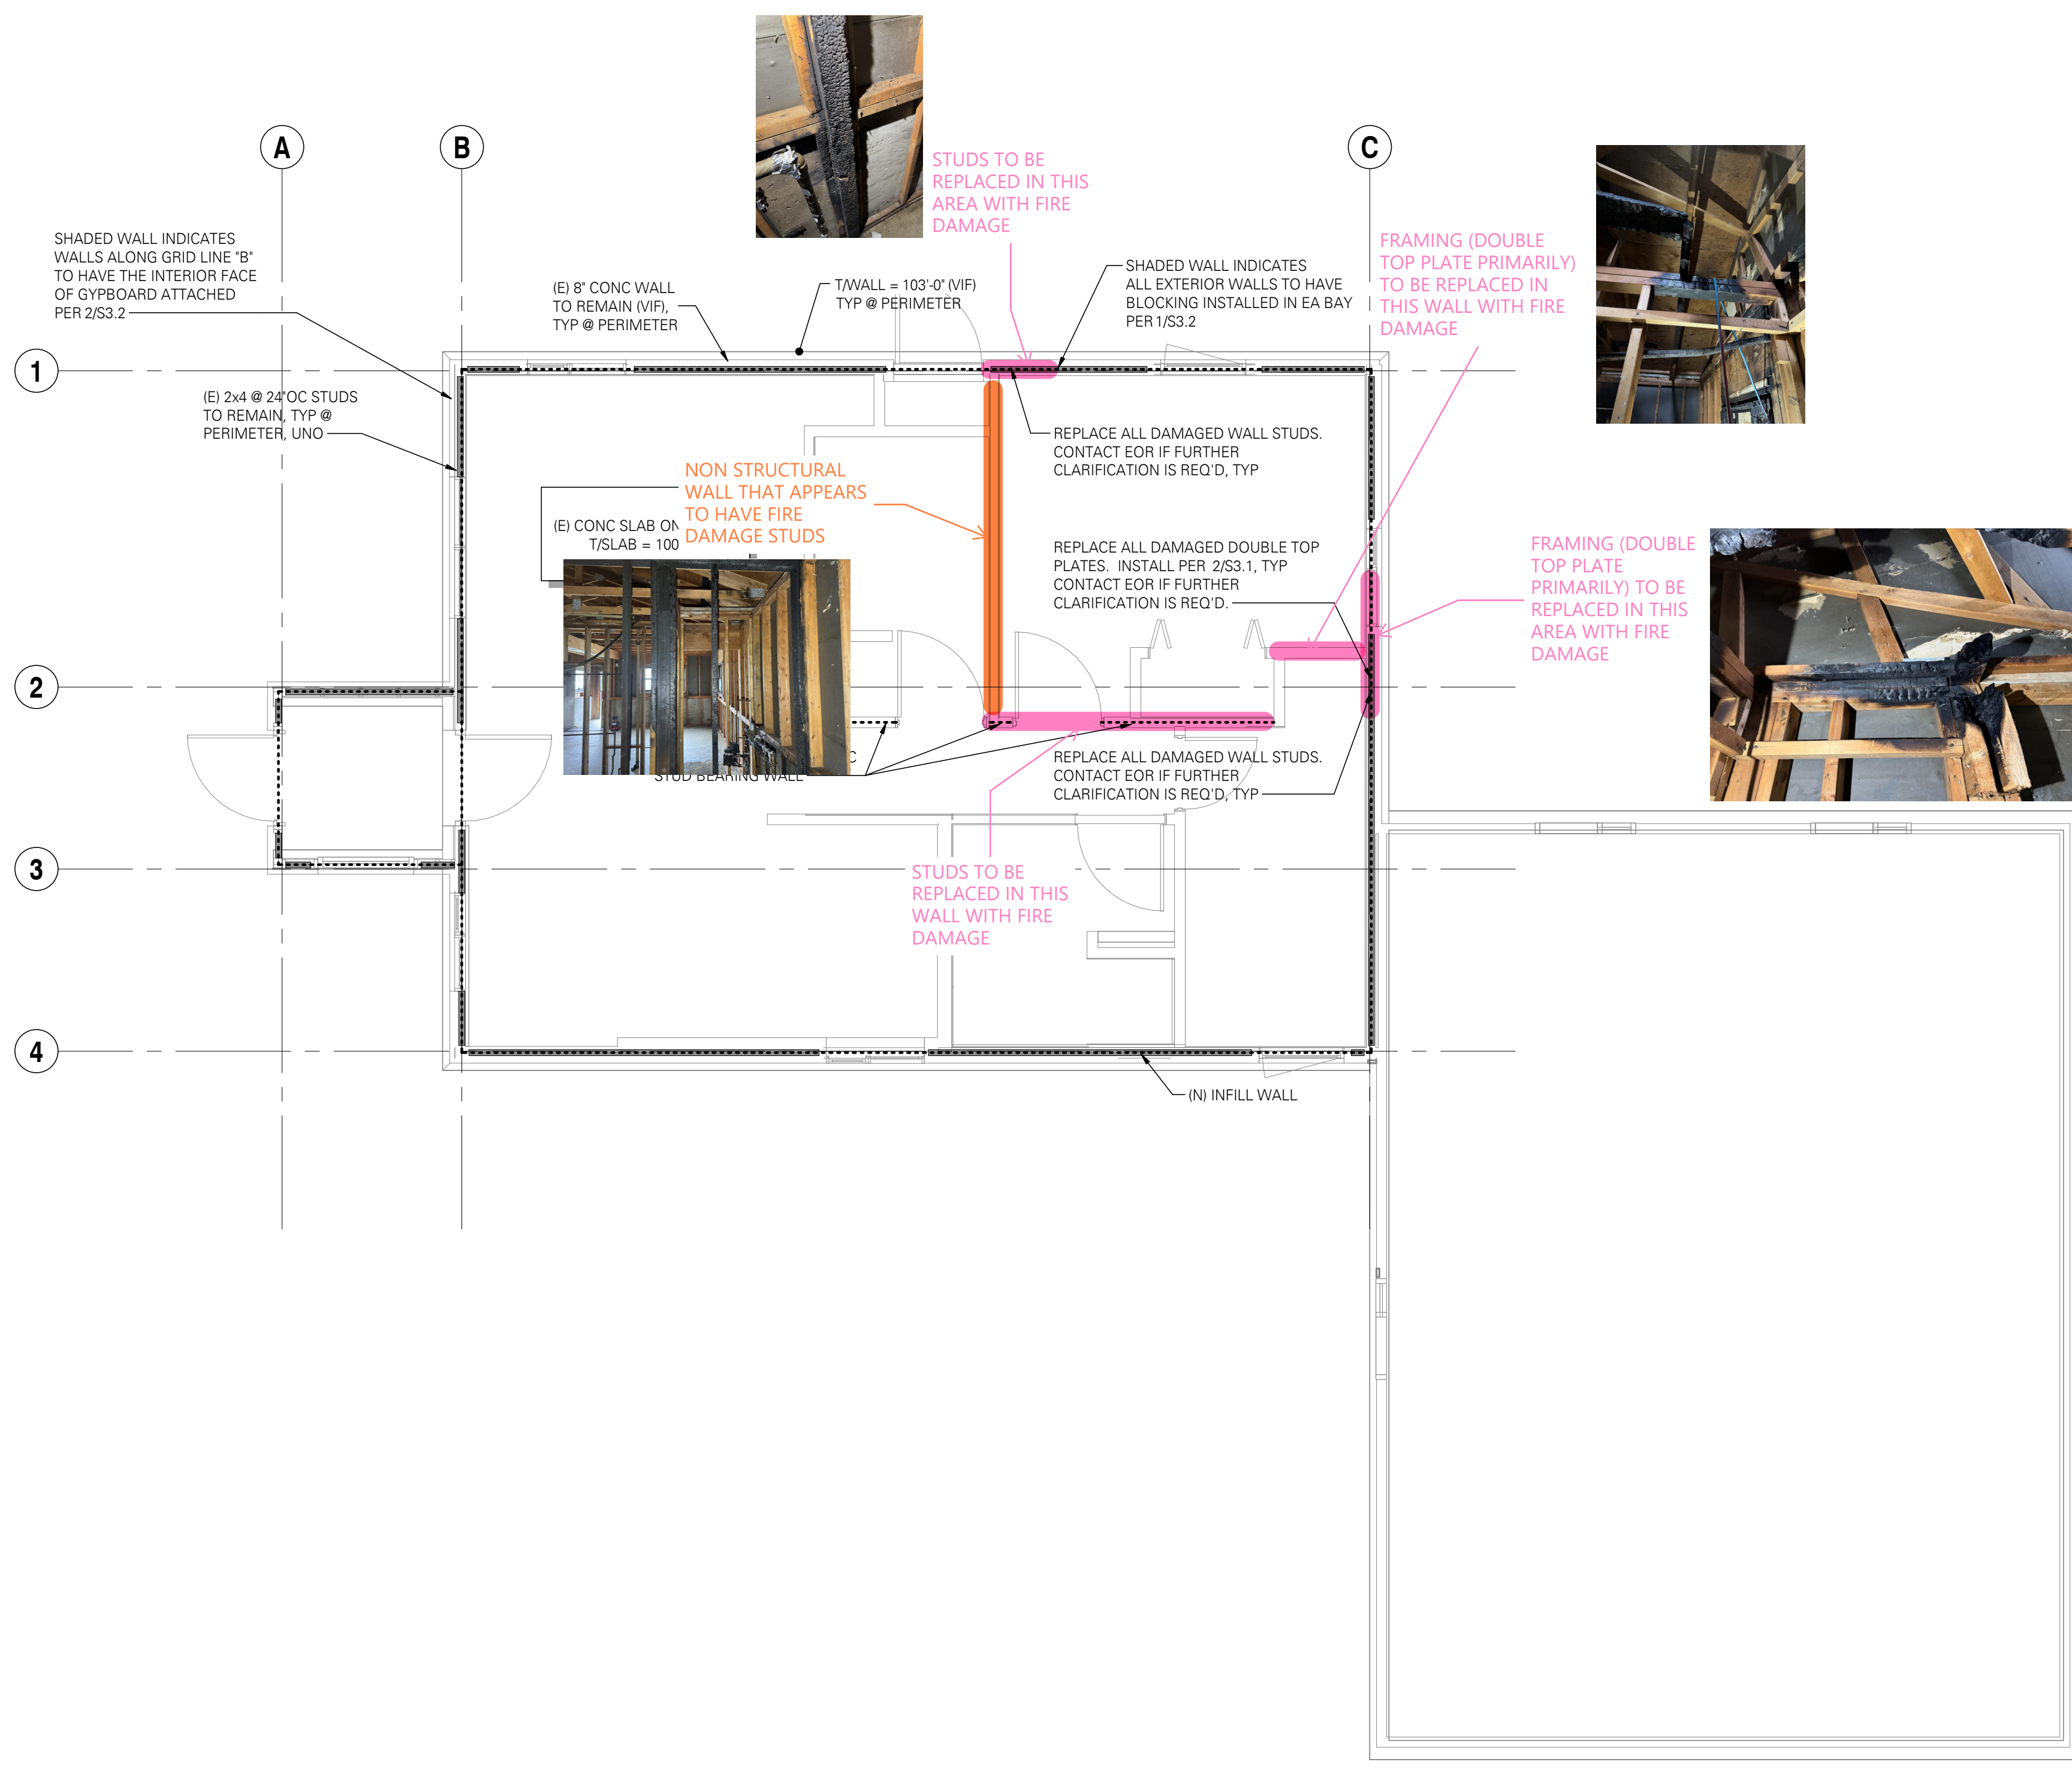 A
B
C
STUDS TO BE
REPLACED IN THIS
AREA WITH FIRE
DAMAGE
SHADED WALL INDICATES
WALLS ALONG GRID LINE "B"
TO HAVE THE INTERIOR FACE
OF GYPBOARD ATTACHED
PER 2/S3.2
(E) 8" CONC WALL
TO REMAIN (VIF),
TYP @ PERIMETER
T/WALL = 103'-0" (VIF)
TYP @ PERIMETER
SHADED WALL INDICATES
ALL EXTERIOR WALLS TO HAVE
BLOCKING INSTALLED IN EA BAY
PER 1/S3.2
FRAMING (DOUBLE
TOP PLATE PRIMARILY)
TO BE REPLACED IN
THIS WALL WITH FIRE
DAMAGE
1
(E) 2x4 @ 24"OC STUDS
TO REMAIN, TYP @
PERIMETER, UNO
REPLACE ALL DAMAGED WALL STUDS.
CONTACT EOR IF FURTHER
CLARIFICATION IS REQ'D, TYP
NON STRUCTURAL
WALL THAT APPEARS
TO HAVE FIRE
DAMAGE STUDS
(E) CONC SLAB ON
T/SLAB = 100
REPLACE ALL DAMAGED DOUBLE TOP
PLATES. INSTALL PER 2/S3.1, TYP
CONTACT EOR IF FURTHER
CLARIFICATION IS REQ'D.
FRAMING (DOUBLE
TOP PLATE
PRIMARILY) TO BE
REPLACED IN THIS
AREA WITH FIRE
DAMAGE
2
C
STUD BEARING WALL
REPLACE ALL DAMAGED WALL STUDS.
CONTACT EOR IF FURTHER
CLARIFICATION IS REQ'D, TYP
3
STUDS TO BE
REPLACED IN THIS
WALL WITH FIRE
DAMAGE
4
(N) INFILL WALL